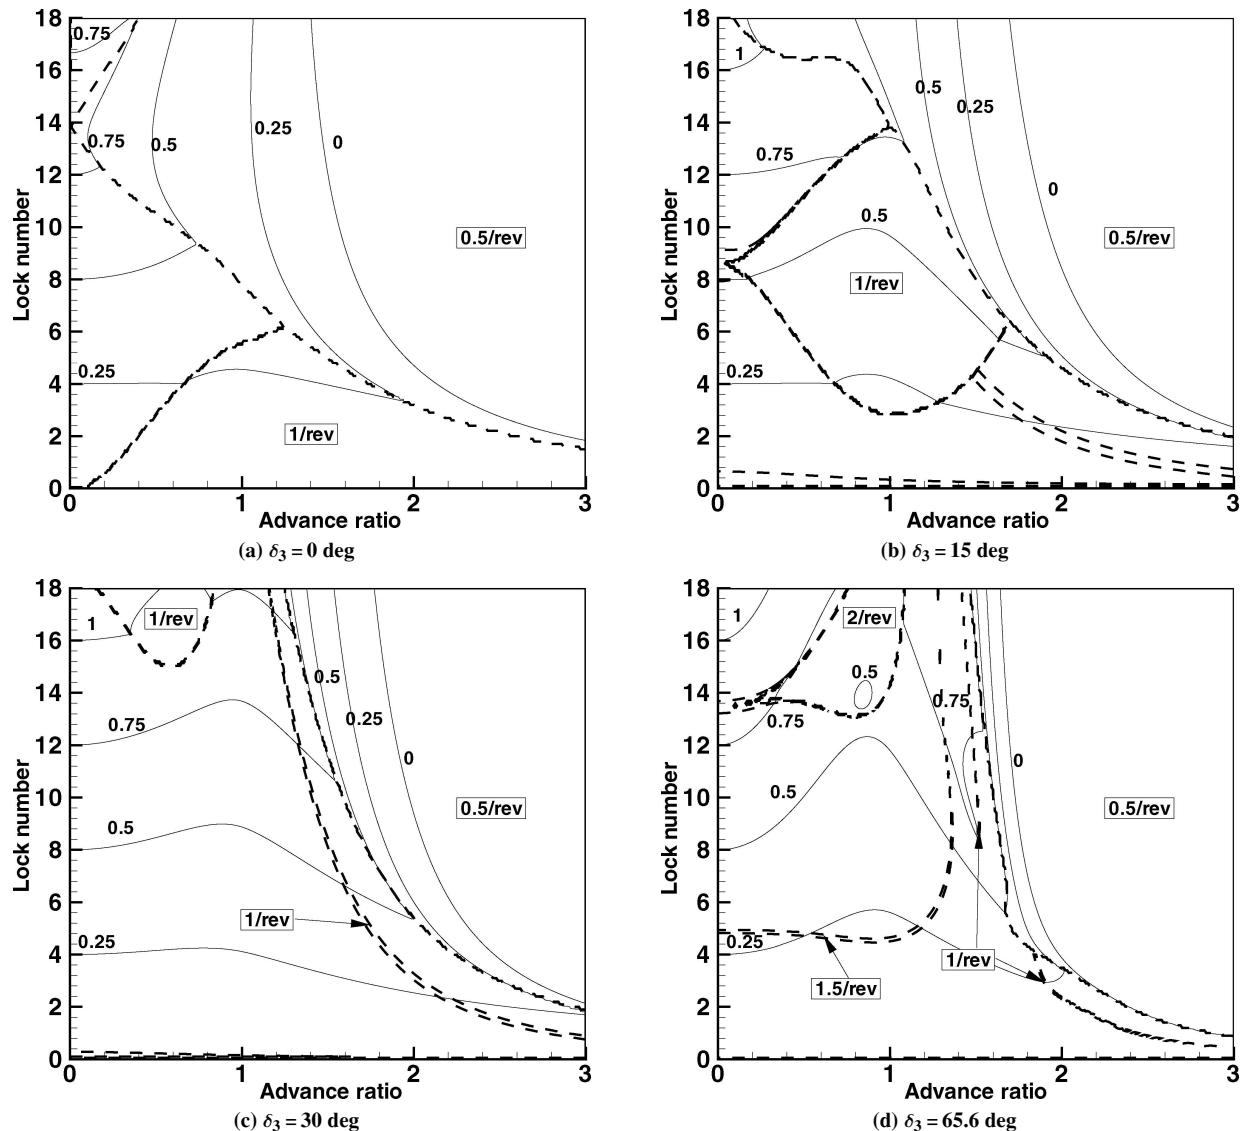 18
16
14
12
10
8
6
4
2
0
Lock number
0.75
0.75
0.5
0.25
0
0.5/rev
0.25
1/rev
0 1 2 3
Advance ratio
(a) δ₃ = 0 deg
18
16
14
12
10
8
6
4
2
0
Lock number
1
0.5
0.25
0.75
0
0.5
0.5/rev
1/rev
0.25
0 1 2 3
Advance ratio
(b) δ₃ = 15 deg
18
16
14
12
10
8
6
4
2
0
Lock number
1/rev
1
0.5
0.25
0.75
0
0.5/rev
0.5
1/rev
0.25
0 1 2 3
Advance ratio
(c) δ₃ = 30 deg
18
16
14
12
10
8
6
4
2
0
Lock number
1
2/rev
0.5
0.75
0.75
0
0.5
0.5/rev
0.25
1/rev
1.5/rev
0 1 2 3
Advance ratio
(d) δ₃ = 65.6 deg